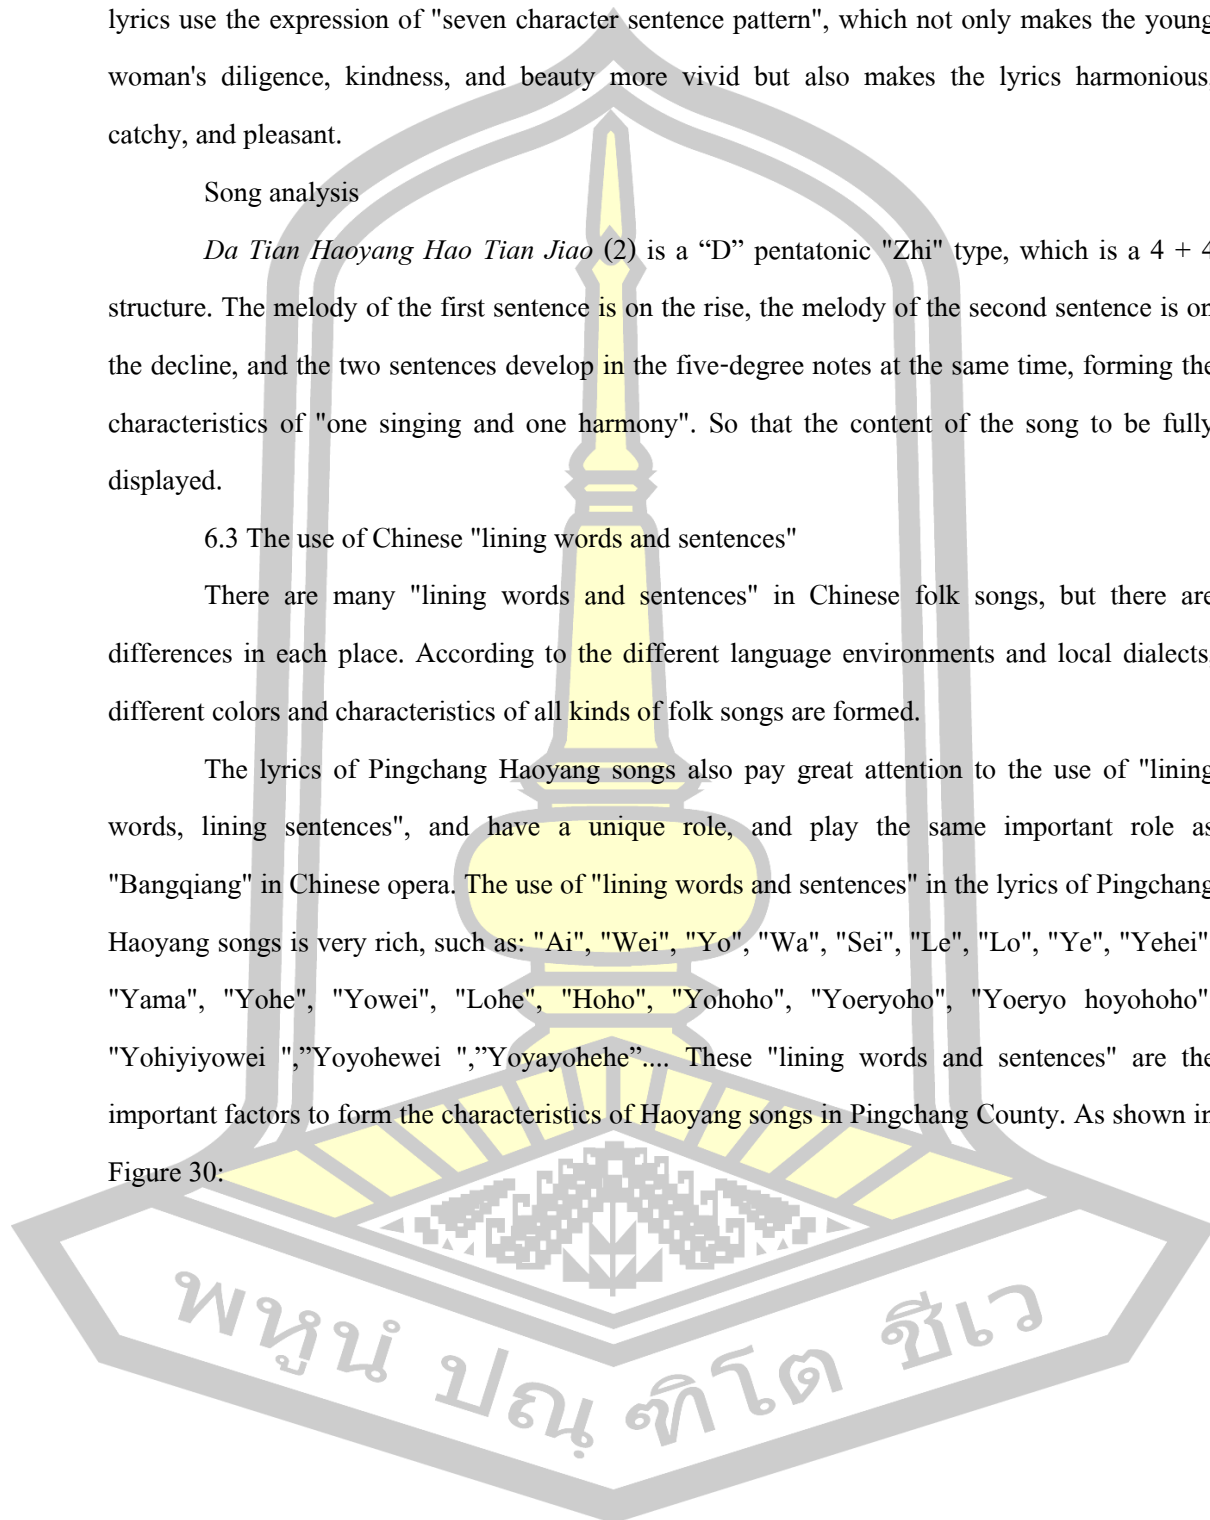 lyrics use the expression of "seven character sentence pattern", which not only makes the young
woman's diligence, kindness, and beauty more vivid but also makes the lyrics harmonious,
catchy, and pleasant.
Song analysis
Da Tian Haoyang Hao Tian Jiao (2) is a “D” pentatonic "Zhi" type, which is a 4 + 4
structure. The melody of the first sentence is on the rise, the melody of the second sentence is on
the decline, and the two sentences develop in the five-degree notes at the same time, forming the
characteristics of "one singing and one harmony". So that the content of the song to be fully
displayed.
6.3 The use of Chinese "lining words and sentences"
There are many "lining words and sentences" in Chinese folk songs, but there are
differences in each place. According to the different language environments and local dialects,
different colors and characteristics of all kinds of folk songs are formed.
The lyrics of Pingchang Haoyang songs also pay great attention to the use of "lining
words, lining sentences", and have a unique role, and play the same important role as
"Bangqiang" in Chinese opera. The use of "lining words and sentences" in the lyrics of Pingchang
Haoyang songs is very rich, such as: "Ai", "Wei", "Yo", "Wa", "Sei", "Le", "Lo", "Ye", "Yehei"
"Yama", "Yohe", "Yowei", "Lohe", "Hoho", "Yohoho", "Yoeryoho", "Yoeryo hoyohoho"
"Yohiyiyowei ",”Yoyohewei ",”Yoyayohehe”.... These "lining words and sentences" are the
important factors to form the characteristics of Haoyang songs in Pingchang County. As shown in
Figure 30:
พหูนํ ปณฺฑิโต ชีเว